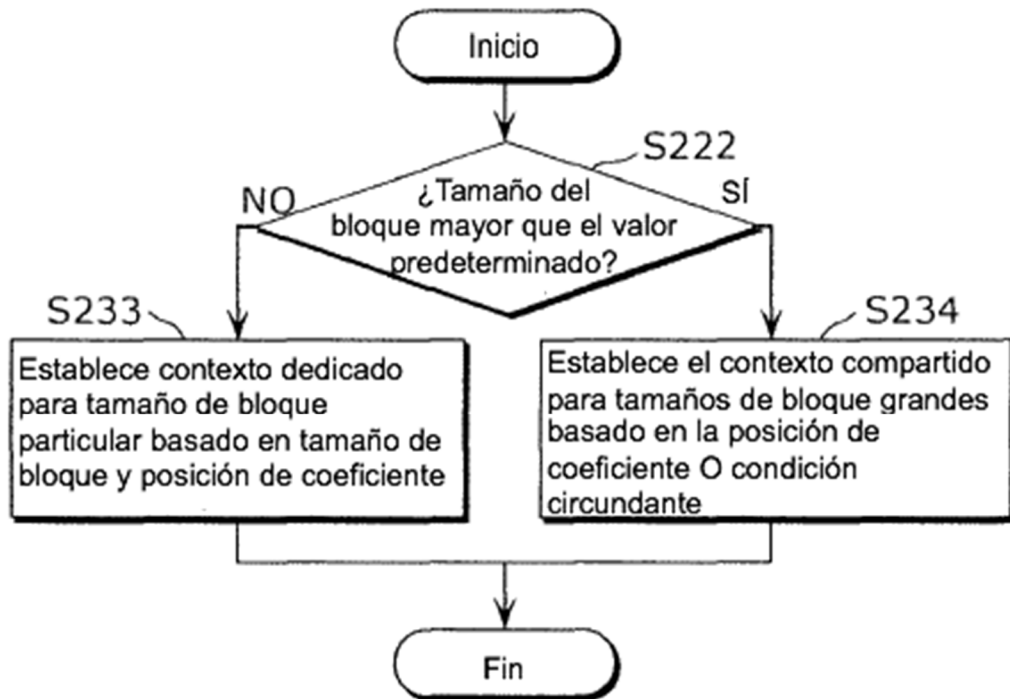 Inicio
S222
NO
SÍ
¿Tamaño del
bloque mayor que el valor
predeterminado?
S233
Establece contexto dedicado
para tamaño de bloque
particular basado en tamaño de
bloque y posición de coeficiente
S234
Establece el contexto compartido
para tamaños de bloque grandes
basado en la posición de
coeficiente O condición
circundante
Fin